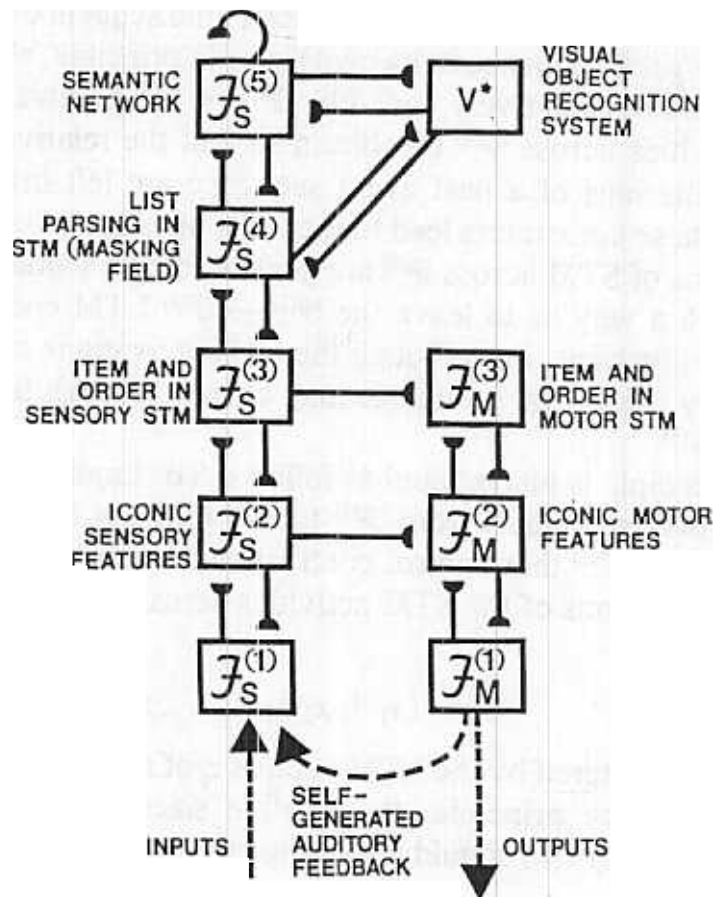 SEMANTIC
NETWORK
ℱS(5)
V*
VISUAL
OBJECT
RECOGNITION
SYSTEM
LIST
PARSING IN
STM (MASKING
FIELD)
ℱS(4)
ITEM AND
ORDER IN
SENSORY STM
ℱS(3)
ℱM(3)
ITEM AND
ORDER IN
MOTOR STM
ICONIC
SENSORY
FEATURES
ℱS(2)
ℱM(2)
ICONIC MOTOR
FEATURES
ℱS(1)
ℱM(1)
INPUTS
SELF-
GENERATED
AUDITORY
FEEDBACK
OUTPUTS